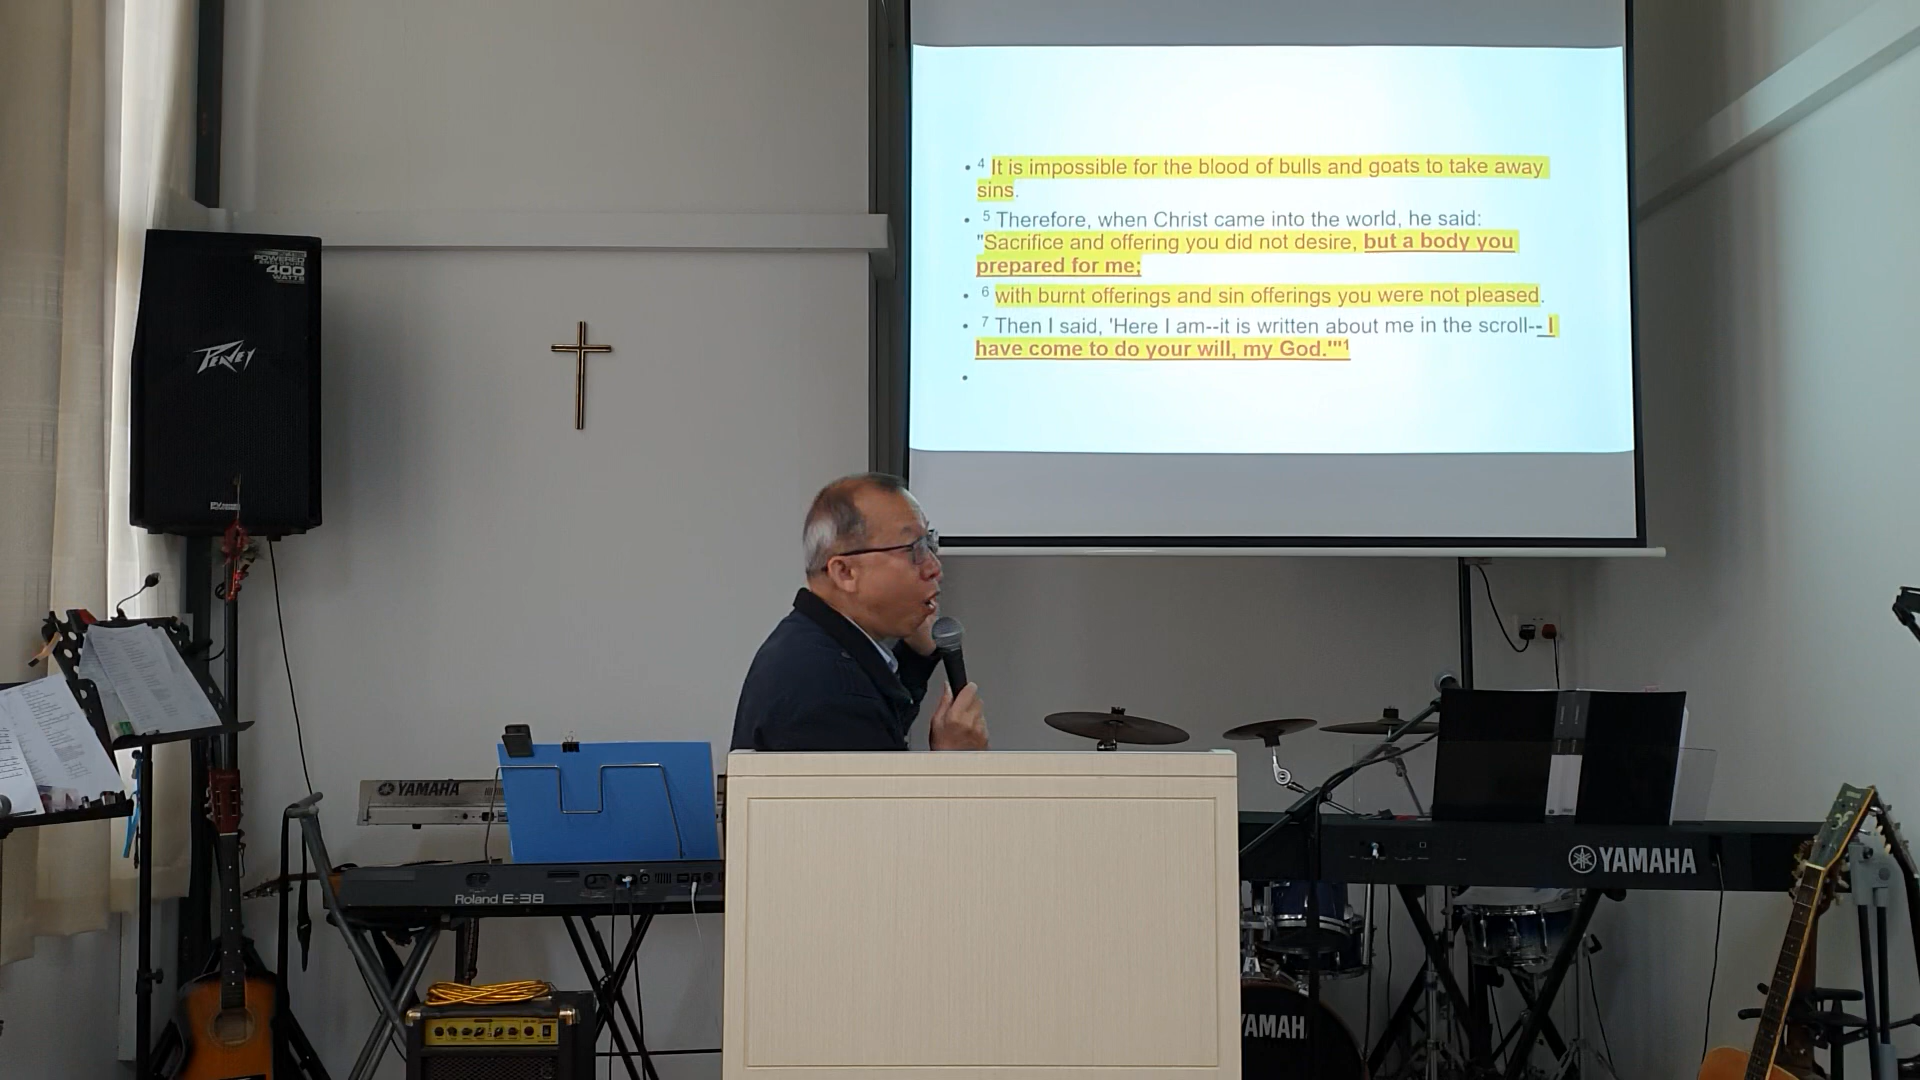 • 4 It is impossible for the blood of bulls and goats to take away
sins.
• 5 Therefore, when Christ came into the world, he said:
"Sacrifice and offering you did not desire, but a body you
prepared for me;
• 6 with burnt offerings and sin offerings you were not pleased.
• 7 Then I said, 'Here I am--it is written about me in the scroll-- I
have come to do your will, my God.'"1
•
POWERED
400
WATTS
PEAVEY
YAMAHA
Roland E-38
YAMAHA
YAMAH